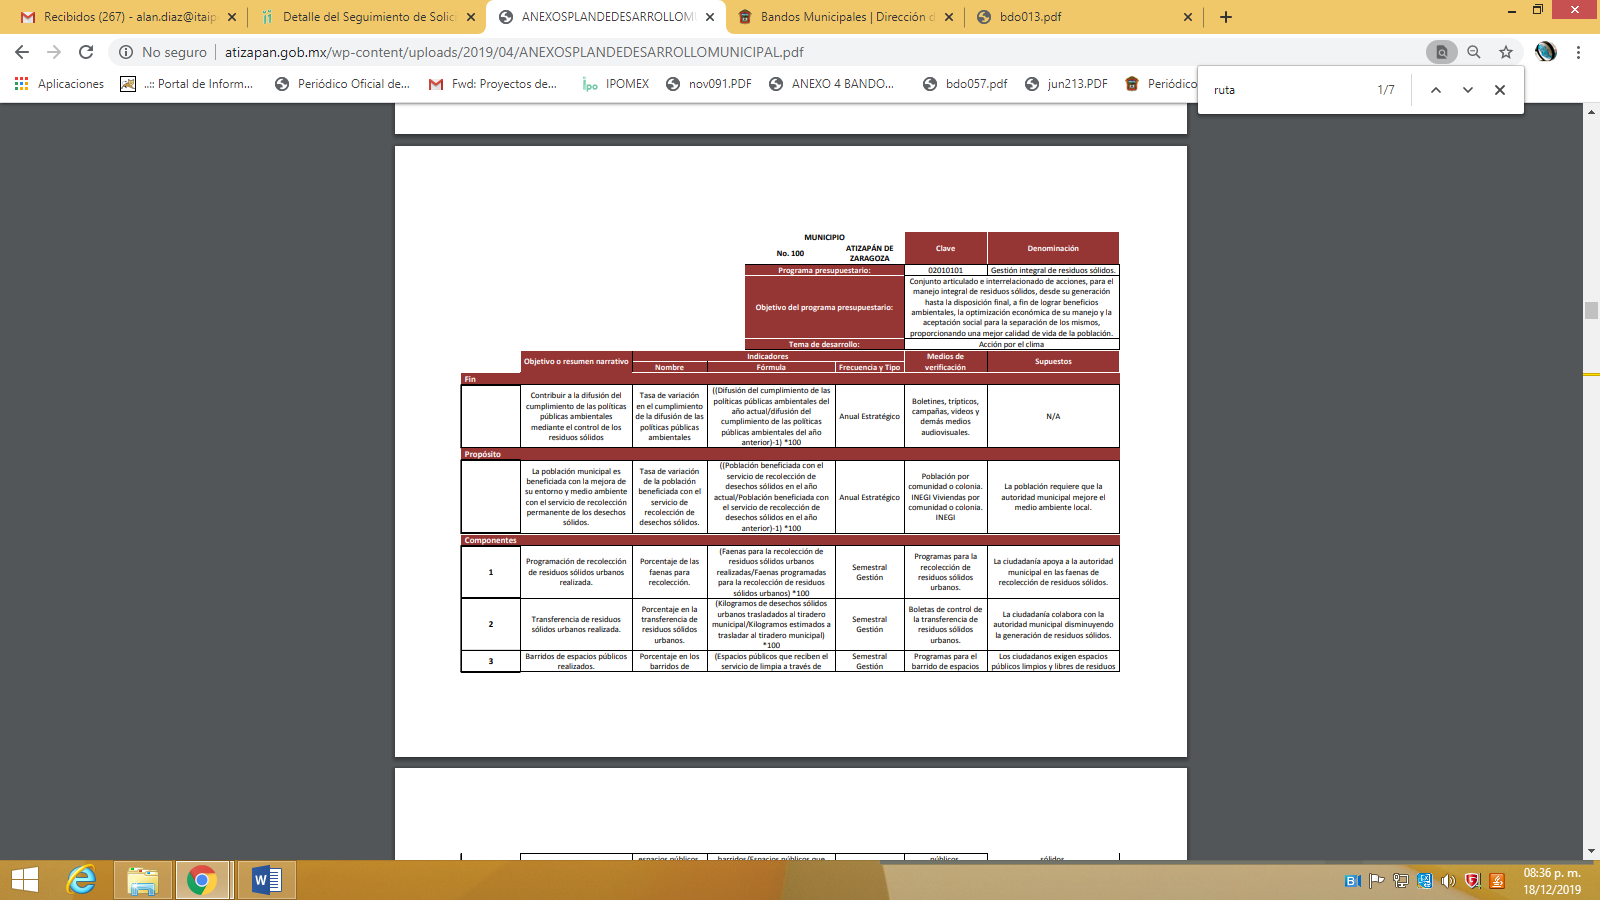 Recibidos (267) - alan.diaz@itaip
Detalle del Seguimiento de Solici
ANEXOSPLANDEDESARROLLOM
Bandos Municipales | Dirección d
bdo013.pdf
No seguro
atizapan.gob.mx/wp-content/uploads/2019/04/ANEXOSPLANDEDESARROLLOMUNICIPAL.pdf
Aplicaciones
..:: Portal de Inform...
Periódico Oficial de...
Fwd: Proyectos de...
IPOMEX
nov091.PDF
ANEXO 4 BANDO...
bdo057.pdf
jun213.PDF
Periódico
ruta
1/7
MUNICIPIO
No. 100
ATIZAPÁN DE
ZARAGOZA
Clave
Denominación
Programa presupuestario:
02010101
Gestión integral de residuos sólidos.
Objetivo del programa presupuestario:
Conjunto articulado e interrelacionado de acciones, para el
manejo integral de residuos sólidos, desde su generación
hasta la disposición final, a fin de lograr beneficios
ambientales, la optimización económica de su manejo y la
aceptación social para la separación de los mismos,
proporcionando una mejor calidad de vida de la población.
Tema de desarrollo:
Acción por el clima
Objetivo o resumen narrativo
Indicadores
Nombre
Fórmula
Frecuencia y Tipo
Medios de
verificación
Supuestos
Fin
Contribuir a la difusión del
cumplimiento de las políticas
públicas ambientales
mediante el control de los
residuos sólidos
Tasa de variación
en el cumplimiento
de la difusión de las
políticas públicas
ambientales
((Difusión del cumplimiento de las
políticas públicas ambientales del
año actual/difusión del
cumplimiento de las políticas
públicas ambientales del año
anterior)-1) *100
Anual Estratégico
Boletines, trípticos,
campañas, videos y
demás medios
audiovisuales.
N/A
Propósito
La población municipal es
beneficiada con la mejora de
su entorno y medio ambiente
con el servicio de recolección
permanente de los desechos
sólidos.
Tasa de variación
de la población
beneficiada con el
servicio de
recolección de
desechos sólidos.
((Población beneficiada con el
servicio de recolección de
desechos sólidos en el año
actual/Población beneficiada con
el servicio de recolección de
desechos sólidos en el año
anterior)-1) *100
Anual Estratégico
Población por
comunidad o colonia.
INEGI Viviendas por
comunidad o colonia.
INEGI
La población requiere que la
autoridad municipal mejore el
medio ambiente local.
Componentes
1
Programación de recolección
de residuos sólidos urbanos
realizada.
Porcentaje de las
faenas para
recolección.
(Faenas para la recolección de
residuos sólidos urbanos
realizadas/Faenas programadas
para la recolección de residuos
sólidos urbanos) *100
Semestral
Gestión
Programas para la
recolección de
residuos sólidos
urbanos.
La ciudadanía apoya a la autoridad
municipal en las faenas de
recolección de residuos sólidos.
2
Transferencia de residuos
sólidos urbanos realizada.
Porcentaje en la
transferencia de
residuos sólidos
urbanos.
(Kilogramos de desechos sólidos
urbanos trasladados al tiradero
municipal/Kilogramos estimados a
trasladar al tiradero municipal)
*100
Semestral
Gestión
Boletas de control de
la transferencia de
residuos sólidos
urbanos.
La ciudadanía colabora con la
autoridad municipal disminuyendo
la generación de residuos sólidos.
3
Barridos de espacios públicos
realizados.
Porcentaje en los
barridos de
(Espacios públicos que reciben el
servicio de limpia a través de
Semestral
Gestión
Programas para el
barrido de espacios
Los ciudadanos exigen espacios
públicos limpios y libres de residuos
espacios públicos
barridos/Espacios públicos que
públicos
sólidos
08:36 p. m.
18/12/2019